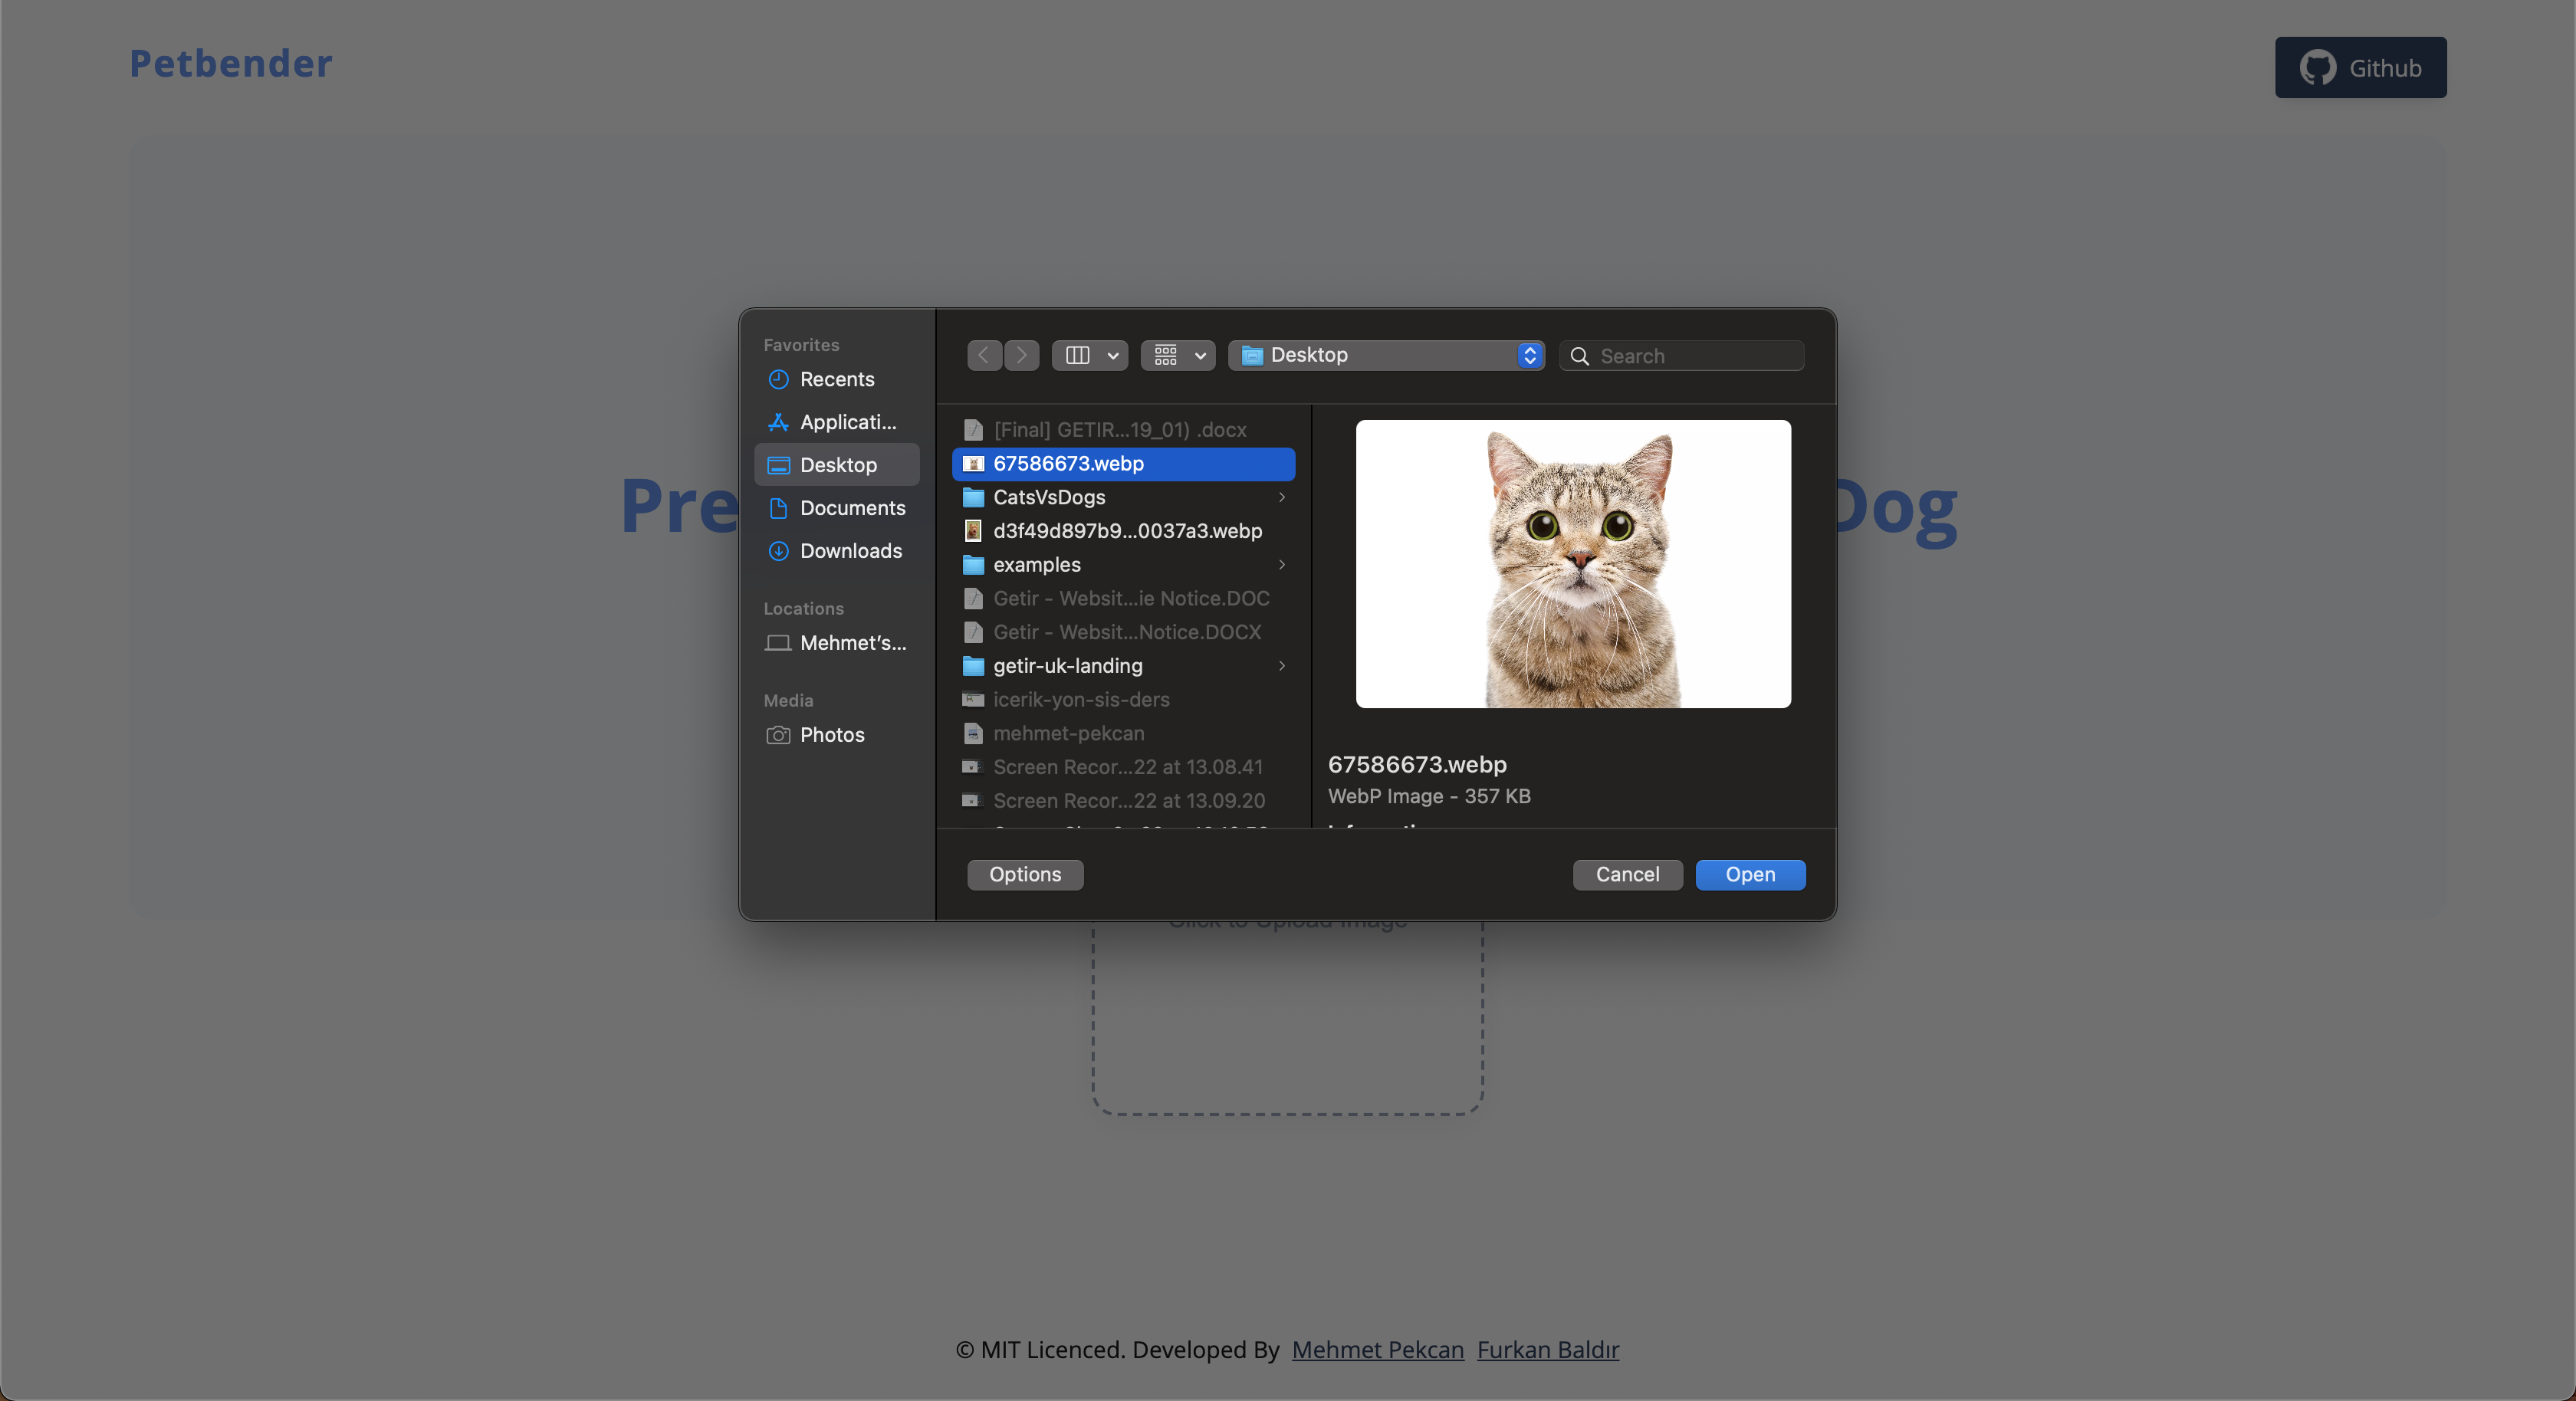 Petbender
Github
Pre
Dog
Favorites
Recents
Applicati...
Desktop
Documents
Downloads
Locations
Mehmet's...
Media
Photos
Desktop
Search
[Final] GETIR...19_01) .docx
67586673.webp
CatsVsDogs
d3f49d897b9...0037a3.webp
examples
Getir - Websit...ie Notice.DOC
Getir - Websit...Notice.DOCX
getir-uk-landing
icerik-yon-sis-ders
mehmet-pekcan
Screen Recor...22 at 13.08.41
Screen Recor...22 at 13.09.20
67586673.webp
WebP Image - 357 KB
Options
Cancel
Open
Click to Upload Image
© MIT Licenced. Developed By Mehmet Pekcan Furkan Baldır